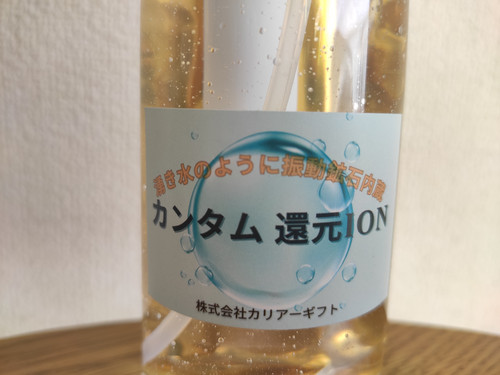 湧き水のように振動鉱石内蔵
カンタム 還元ION
株式会社カリアーギフト